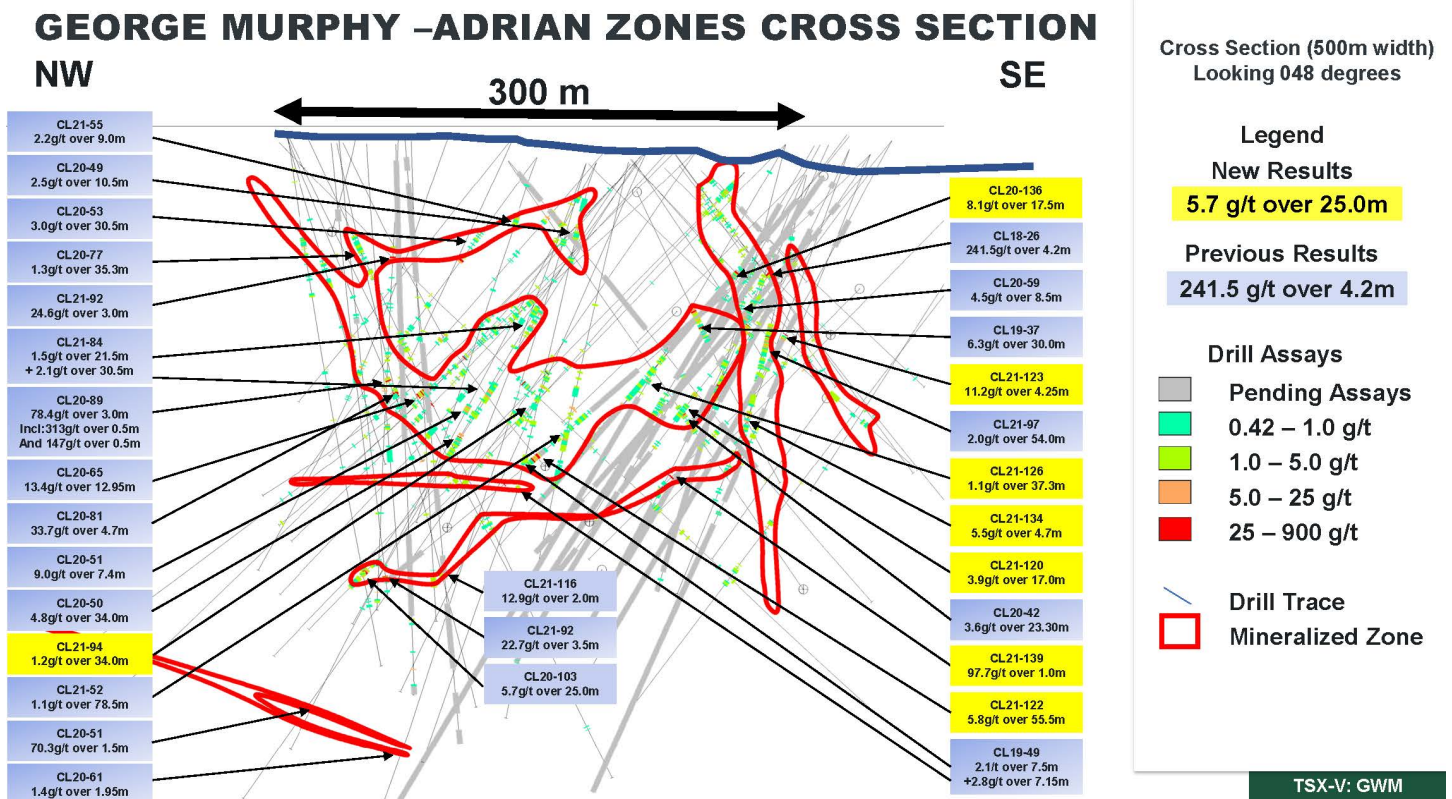 GEORGE MURPHY –ADRIAN ZONES CROSS SECTION
NW
SE
300 m
CL21-55
2.2g/t over 9.0m
CL20-49
2.5g/t over 10.5m
CL20-53
3.0g/t over 30.5m
CL20-77
1.3g/t over 35.3m
CL21-92
24.6g/t over 3.0m
CL21-84
1.5g/t over 21.5m
+ 2.1g/t over 30.5m
CL20-89
78.4g/t over 3.0m
Incl:313g/t over 0.5m
And 147g/t over 0.5m
CL20-65
13.4g/t over 12.95m
CL20-81
33.7g/t over 4.7m
CL20-51
9.0g/t over 7.4m
CL20-50
4.8g/t over 34.0m
CL21-94
1.2g/t over 34.0m
CL21-52
1.1g/t over 78.5m
CL20-51
70.3g/t over 1.5m
CL20-61
1.4g/t over 1.95m
CL21-116
12.9g/t over 2.0m
CL21-92
22.7g/t over 3.5m
CL20-103
5.7g/t over 25.0m
CL20-136
8.1g/t over 17.5m
CL18-26
241.5g/t over 4.2m
CL20-59
4.5g/t over 8.5m
CL19-37
6.3g/t over 30.0m
CL21-123
11.2g/t over 4.25m
CL21-97
2.0g/t over 54.0m
CL21-126
1.1g/t over 37.3m
CL21-134
5.5g/t over 4.7m
CL21-120
3.9g/t over 17.0m
CL20-42
3.6g/t over 23.30m
CL21-139
97.7g/t over 1.0m
CL21-122
5.8g/t over 55.5m
CL19-49
2.1/t over 7.5m
+2.8g/t over 7.15m
Cross Section (500m width)
Looking 048 degrees
Legend
New Results
5.7 g/t over 25.0m
Previous Results
241.5 g/t over 4.2m
Drill Assays
Pending Assays
0.42 – 1.0 g/t
1.0 – 5.0 g/t
5.0 – 25 g/t
25 – 900 g/t
Drill Trace
Mineralized Zone
TSX-V: GWM